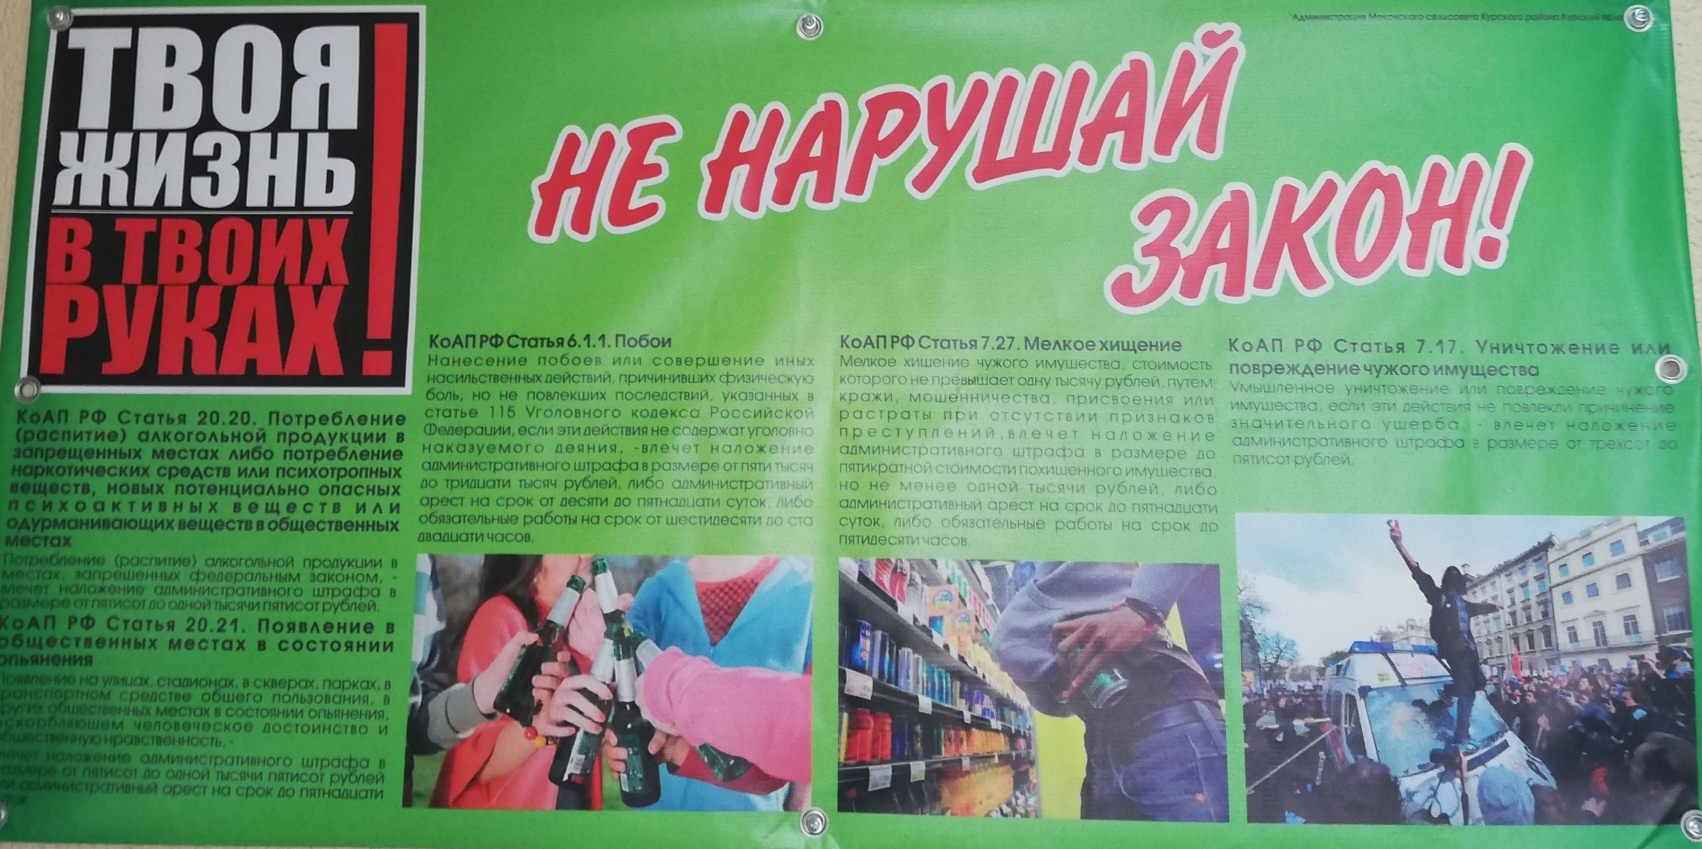 ТВОЯ
ЖИЗНЬ
В ТВОИХ
РУКАХ!
НЕ НАРУШАЙ
ЗАКОН!
Администрация Моковского сельсовета Курского района Курской
КоАП РФ Статья 20.20. Потребление
(распитие) алкогольной продукции в
запрещенных местах либо потребление
наркотических средств или психотропных
веществ, новых потенциально опасных
психоактивных веществ или
одурманивающих веществ в общественных
местах
Потребление (распитие) алкогольной продукции в
местах, запрещенных федеральным законом, -
влечет наложение административного штрафа в
размере от пятисот до одной тысячи пятисот рублей.
КоАП РФ Статья 20.21. Появление в
общественных местах в состоянии
опьянения
Появление на улицах, стадионах, в скверах, парках, в
транспортном средстве общего пользования, в
других общественных местах в состоянии опьянения,
оскорбляющем человеческое достоинство и
общественную нравственность, -
влечет наложение административного штрафа в
размере от пятисот до одной тысячи пятисот рублей
или административный арест на срок до пятнадцати
суток.
КоАП РФ Статья 6.1.1. Побои
Нанесение побоев или совершение иных
насильственных действий, причинивших физическую
боль, но не повлекших последствий, указанных в
статье 115 Уголовного кодекса Российской
Федерации, если эти действия не содержат уголовно
наказуемого деяния, -влечет наложение
административного штрафа в размере от пяти тысяч
до тридцати тысяч рублей, либо административный
арест на срок от десяти до пятнадцати суток, либо
обязательные работы на срок от шестидесяти до ста
двадцати часов.
КоАП РФ Статья 7.27. Мелкое хищение
Мелкое хищение чужого имущества, стоимость
которого не превышает одну тысячу рублей, путем
кражи, мошенничества, присвоения или
растраты при отсутствии признаков
преступлений,влечет наложение
административного штрафа в размере до
пятикратной стоимости похищенного имущества,
но не менее одной тысячи рублей, либо
административный арест на срок до пятнадцати
суток, либо обязательные работы на срок до
пятидесяти часов.
КоАП РФ Статья 7.17. Уничтожение или
повреждение чужого имущества
Умышленное уничтожение или повреждение чужого
имущества, если эти действия не повлекли причинение
значительного ущерба, - влечет наложение
административного штрафа в размере от трехсот до
пятисот рублей.